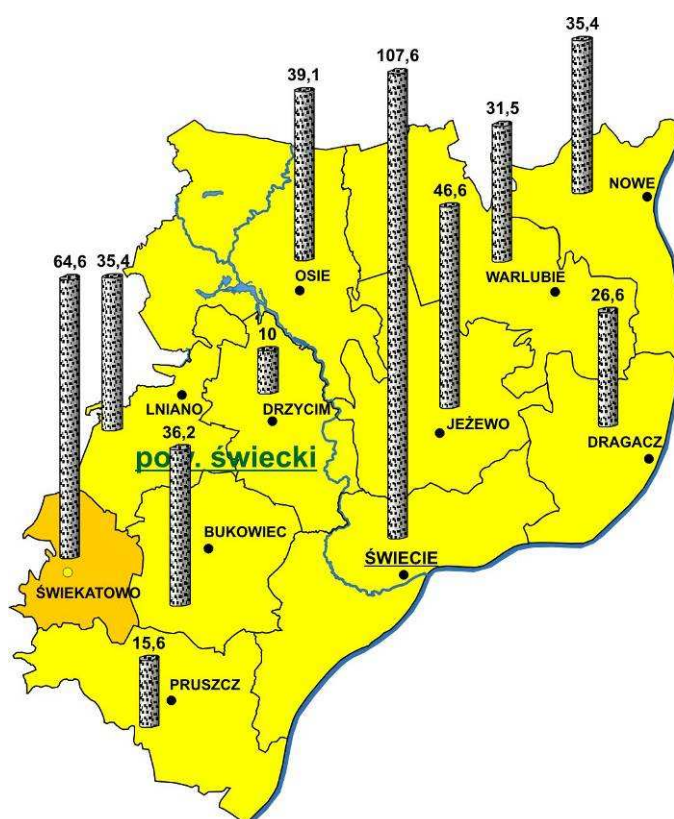 35,4
107,6
39,1
31,5
NOWE
46,6
64,6
35,4
OSIE
WARLUBIE
26,6
10
LNIANO
DRZYCIM
JEŻEWO
36,2
DRAGACZ
świecki
BUKOWIEC
ŚWIECIE
ŚWIEKATOWO
15,6
PRUSZCZ